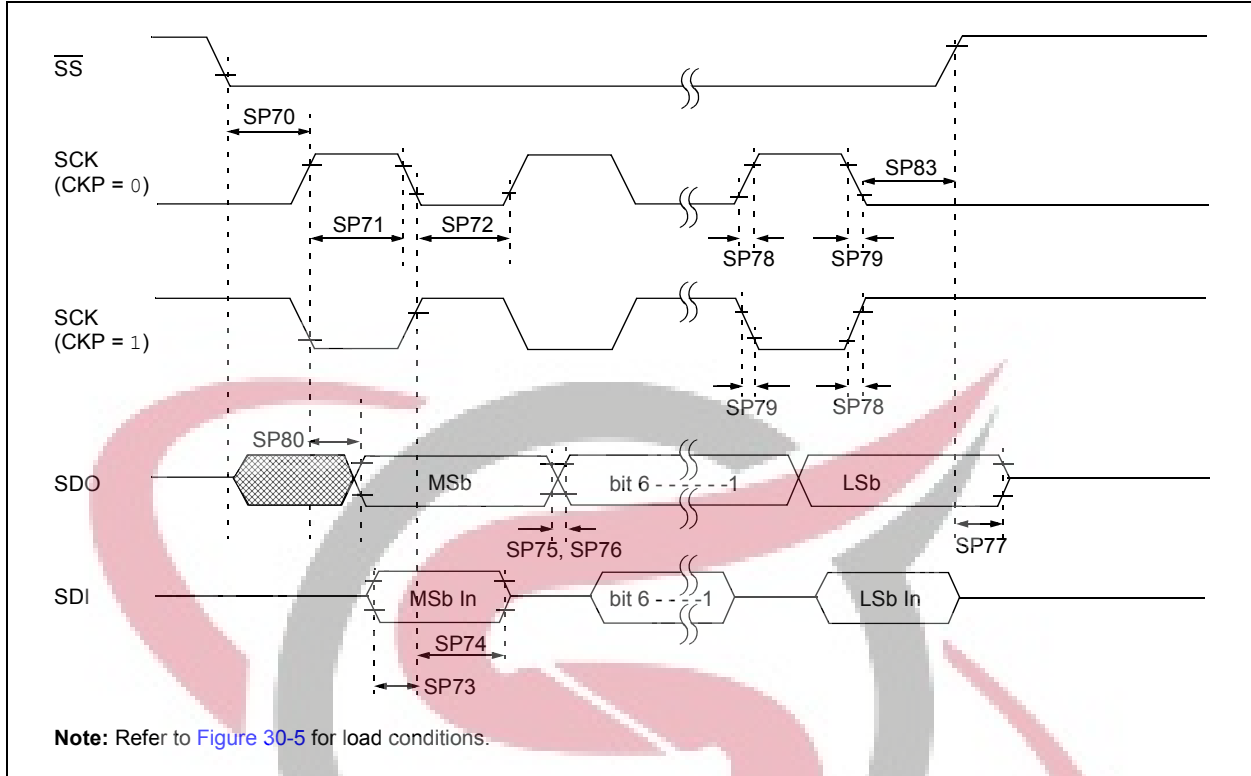 SS
SP70
SCK
(CKP = 0)
SP83
SP71
SP72
SP78
SP79
SCK
(CKP = 1)
SP79
SP78
SP80
SDO
MSb
bit 6 - - - - - - -1
LSb
SP75, SP76
SP77
SDI
MSb In
bit 6 - - - -1
LSb In
SP74
SP73
Note: Refer to Figure 30-5 for load conditions.